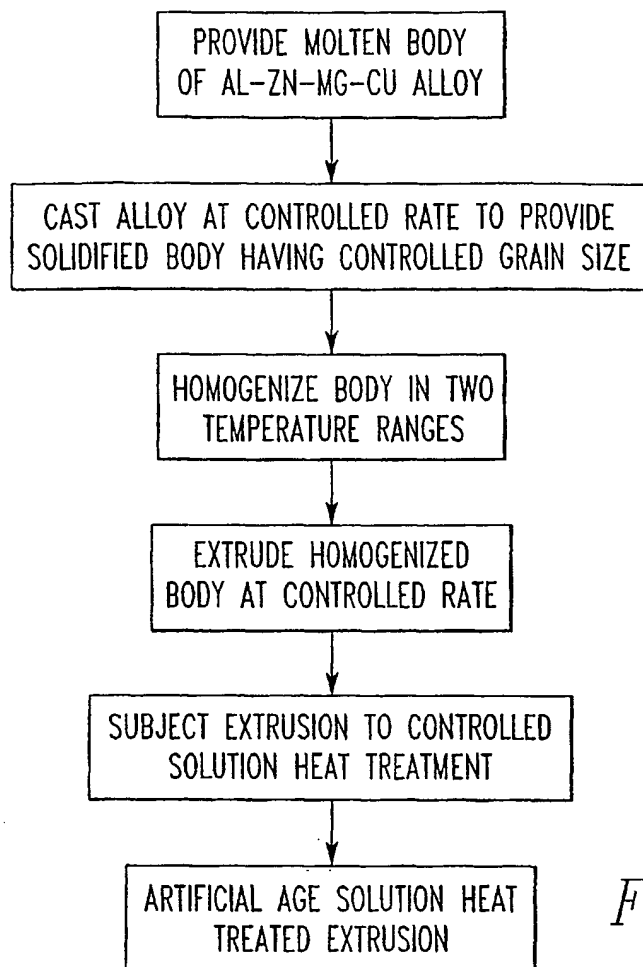 PROVIDE MOLTEN BODY
OF AL-ZN-MG-CU ALLOY
CAST ALLOY AT CONTROLLED RATE TO PROVIDE
SOLIDIFIED BODY HAVING CONTROLLED GRAIN SIZE
HOMOGENIZE BODY IN TWO
TEMPERATURE RANGES
EXTRUDE HOMOGENIZED
BODY AT CONTROLLED RATE
SUBJECT EXTRUSION TO CONTROLLED
SOLUTION HEAT TREATMENT
ARTIFICIAL AGE SOLUTION HEAT
TREATED EXTRUSION
F